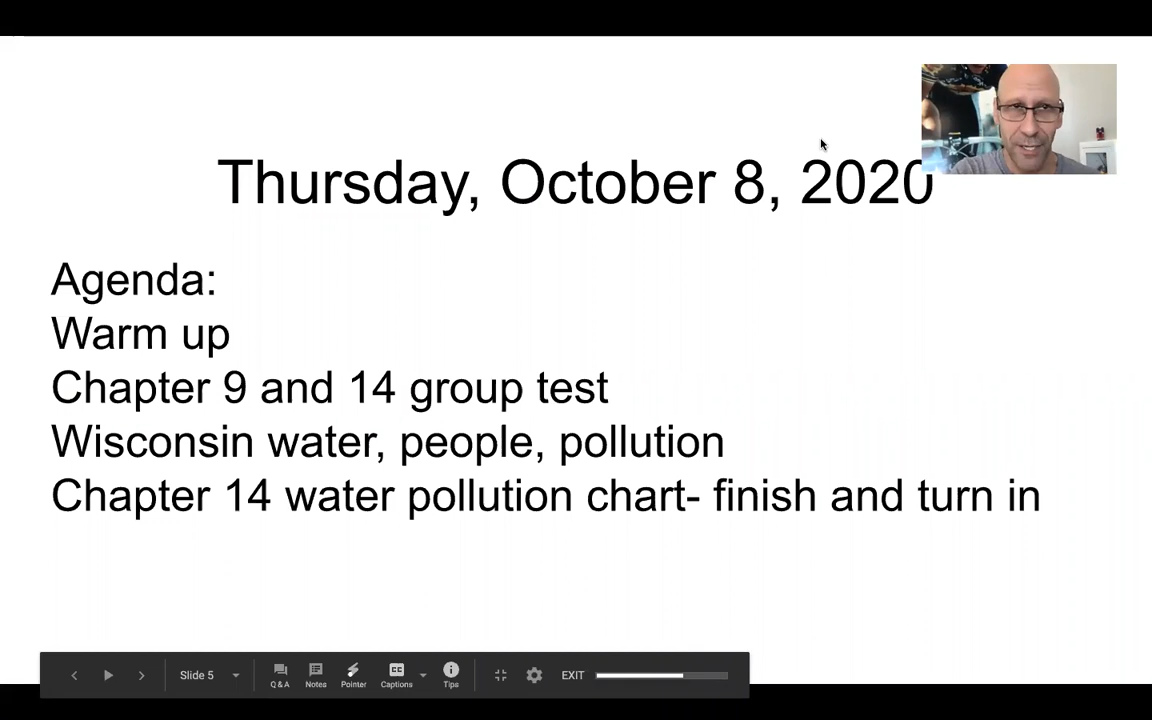 Thursday, October 8, 2020
Agenda:
Warm up
Chapter 9 and 14 group test
Wisconsin water, people, pollution
Chapter 14 water pollution chart- finish and turn in
Slide 5
Q & A
Notes
Pointer
CC
Captions
Tips
EXIT